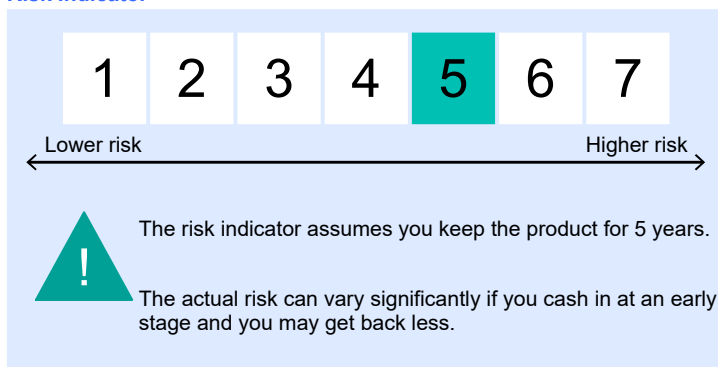 Risk Indicator
1 2 3 4 5 6 7
Lower risk Higher risk
!
The risk indicator assumes you keep the product for 5 years.
The actual risk can vary significantly if you cash in at an early
stage and you may get back less.